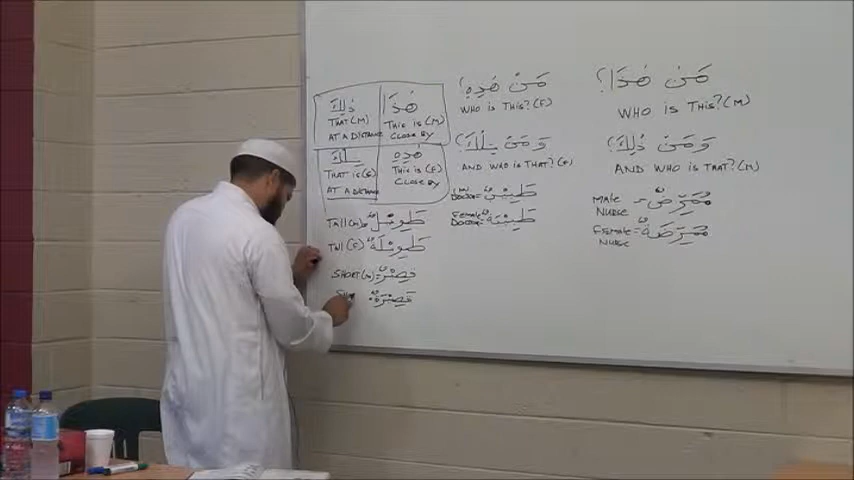 مَنْ هٰذَا؟
WHO IS THIS? (M)
وَمَنْ ذٰلِكَ؟
AND WHO IS THAT? (M)
MALE NURSE = مُمَرِّضٌ
FEMALE NURSE = مُمَرِّضَةٌ
مَنْ هٰذِهِ؟
WHO IS THIS? (F)
وَمَنْ تِلْكَ؟
AND WHO IS THAT? (F)
طَبِيْبٌ
FEMALE DOCTOR = طَبِيْبَةٌ
هٰذَا
THIS IS (M)
CLOSE BY
ذٰلِكَ
THAT (M)
AT A DISTANCE
هٰذِهِ
THIS IS (F)
CLOSE BY
تِلْكَ
THAT IS (F)
AT A DISTANCE
TALL (M) = طَوِيْلٌ
TALL (F) طَوِيْلَةٌ
SHORT (M) = قَصِيْرٌ
قَصِيْرَةٌ